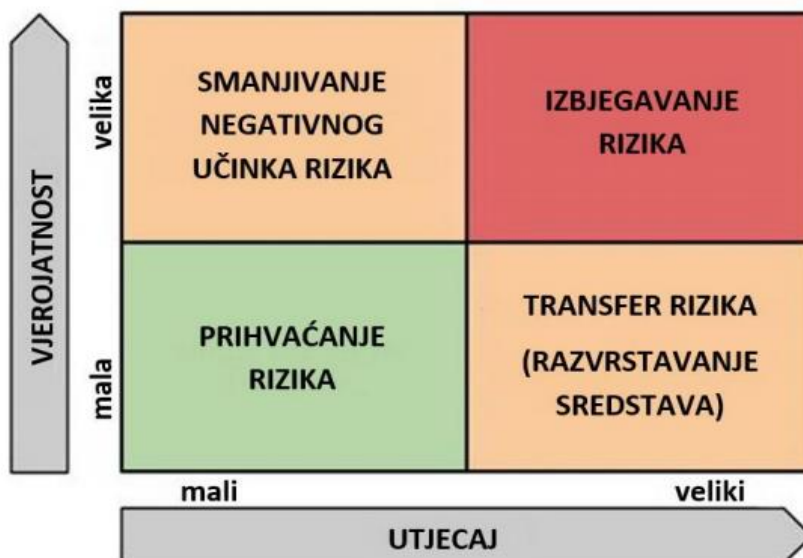 VJEROJATNOST
velika
mala
SMANJIVANJE
NEGATIVNOG
UČINKA RIZIKA
IZBJEGAVANJE
RIZIKA
PRIHVAĆANJE
RIZIKA
TRANSFER RIZIKA
(RAZVRSTAVANJE
SREDSTAVA)
mali
veliki
UTJECAJ